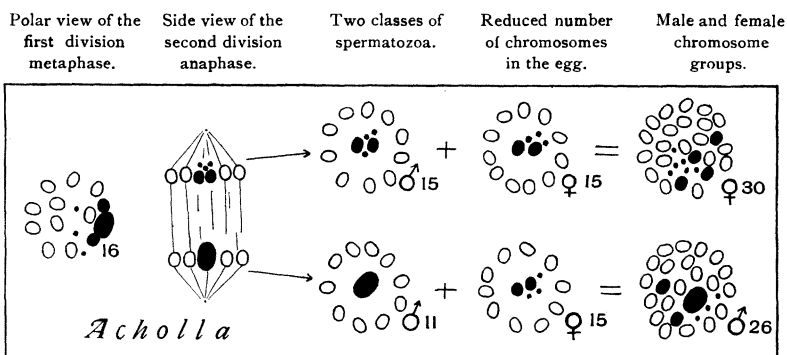 Polar view of the
first division
metaphase.
Side view of the
second division
anaphase.
Two classes of
spermatozoa.
Reduced number
of chromosomes
in the egg.
Male and female
chromosome
groups.
16
♂15
+
♀15
=
♀30
♂11
+
♀15
=
♂26
Acholla